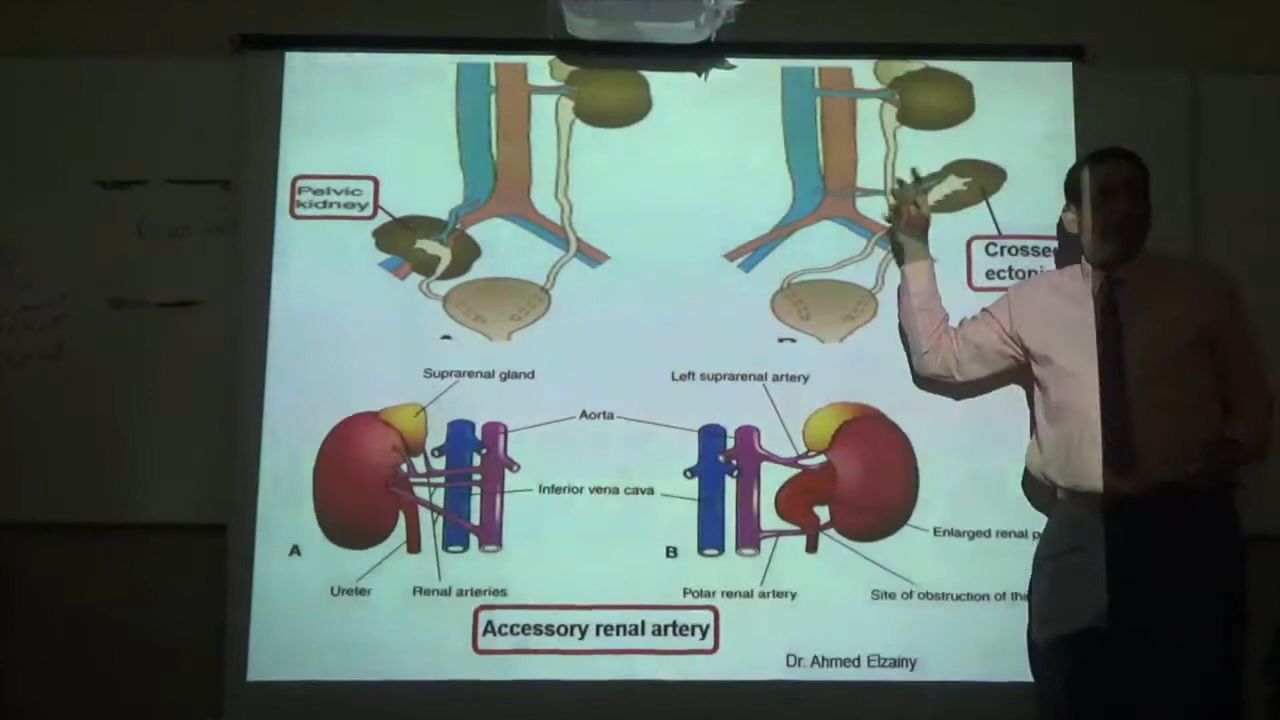 Pelvic
kidney
Crosse
ectopi
Suprarenal gland
Left suprarenal artery
Aorta
Inferior vena cava
A
B
Enlarged renal p
Ureter
Renal arteries
Polar renal artery
Site of obstruction of the
Accessory renal artery
Dr. Ahmed Elzainy